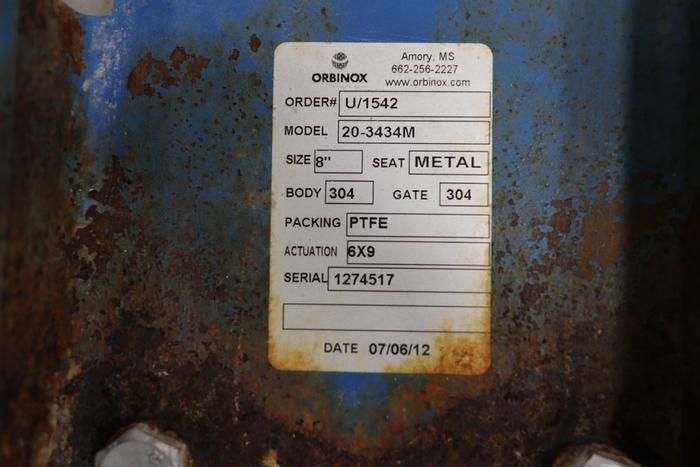 ORBINOX
Amory, MS
662-256-2227
www.orbinox.com
ORDER# U/1542
MODEL 20-3434M
SIZE 8" SEAT METAL
BODY 304 GATE 304
PACKING PTFE
ACTUATION 6X9
SERIAL 1274517
DATE 07/06/12